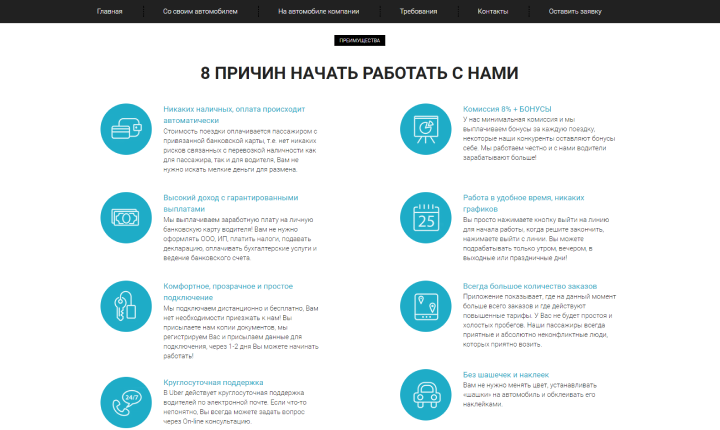 Главная Со своим автомобилем На автомобиле компании Требования Контакты Оставить заявку
ПРЕИМУЩЕСТВА
8 ПРИЧИН НАЧАТЬ РАБОТАТЬ С НАМИ
Никаких наличных, оплата происходит
автоматически
Стоимость поездки оплачивается пассажиром с
привязанной банковской карты, т.е. нет никаких
рисков связанных с перевозкой наличности как
для пассажира, так и для водителя, Вам не
нужно искать мелкие деньги для размена.
Комиссия 8% + БОНУСЫ
У нас минимальная комиссия и мы
выплачиваем бонусы за каждую поездку,
некоторые наши конкуренты оставляют бонусы
себе. Мы работаем честно и с нами водители
зарабатывают больше!
Высокий доход с гарантированными
выплатами
Мы выплачиваем заработную плату на личную
банковскую карту водителя! Вам не нужно
оформлять ООО, ИП, платить налоги, подавать
декларацию, оплачивать бухгалтерские услуги и
ведение банковского счета.
25
Работа в удобное время, никаких
графиков
Вы просто нажимаете кнопку выйти на линию
для начала работы, когда решите закончить,
нажимаете выйти с линии. Вы можете
подрабатывать только утром, вечером, в
выходные или праздничные дни!
Комфортное, прозрачное и простое
подключение
Мы подключаем дистанционно и бесплатно, Вам
нет необходимости приезжать к нам! Вы
присылаете нам копии документов, мы
регистрируем Вас и присылаем данные для
подключения, через 1-2 дня Вы можете начинать
работать!
Всегда большое количество заказов
Приложение показывает, где на данный момент
больше всего заказов и где действуют
повышенные тарифы. У Вас не будет простоя и
холостых пробегов. Наши пассажиры всегда
приятные и абсолютно неконфликтные люди,
которых приятно возить.
24/7
Круглосуточная поддержка
В Uber действует круглосуточная поддержка
водителей по электронной почте. Если что-то
непонятно, Вы всегда можете задать вопрос
через On-line консультацию.
Без шашечек и наклеек
Вам не нужно менять цвет, устанавливать
«шашки» на автомобиль и обклеивать его
наклейками.